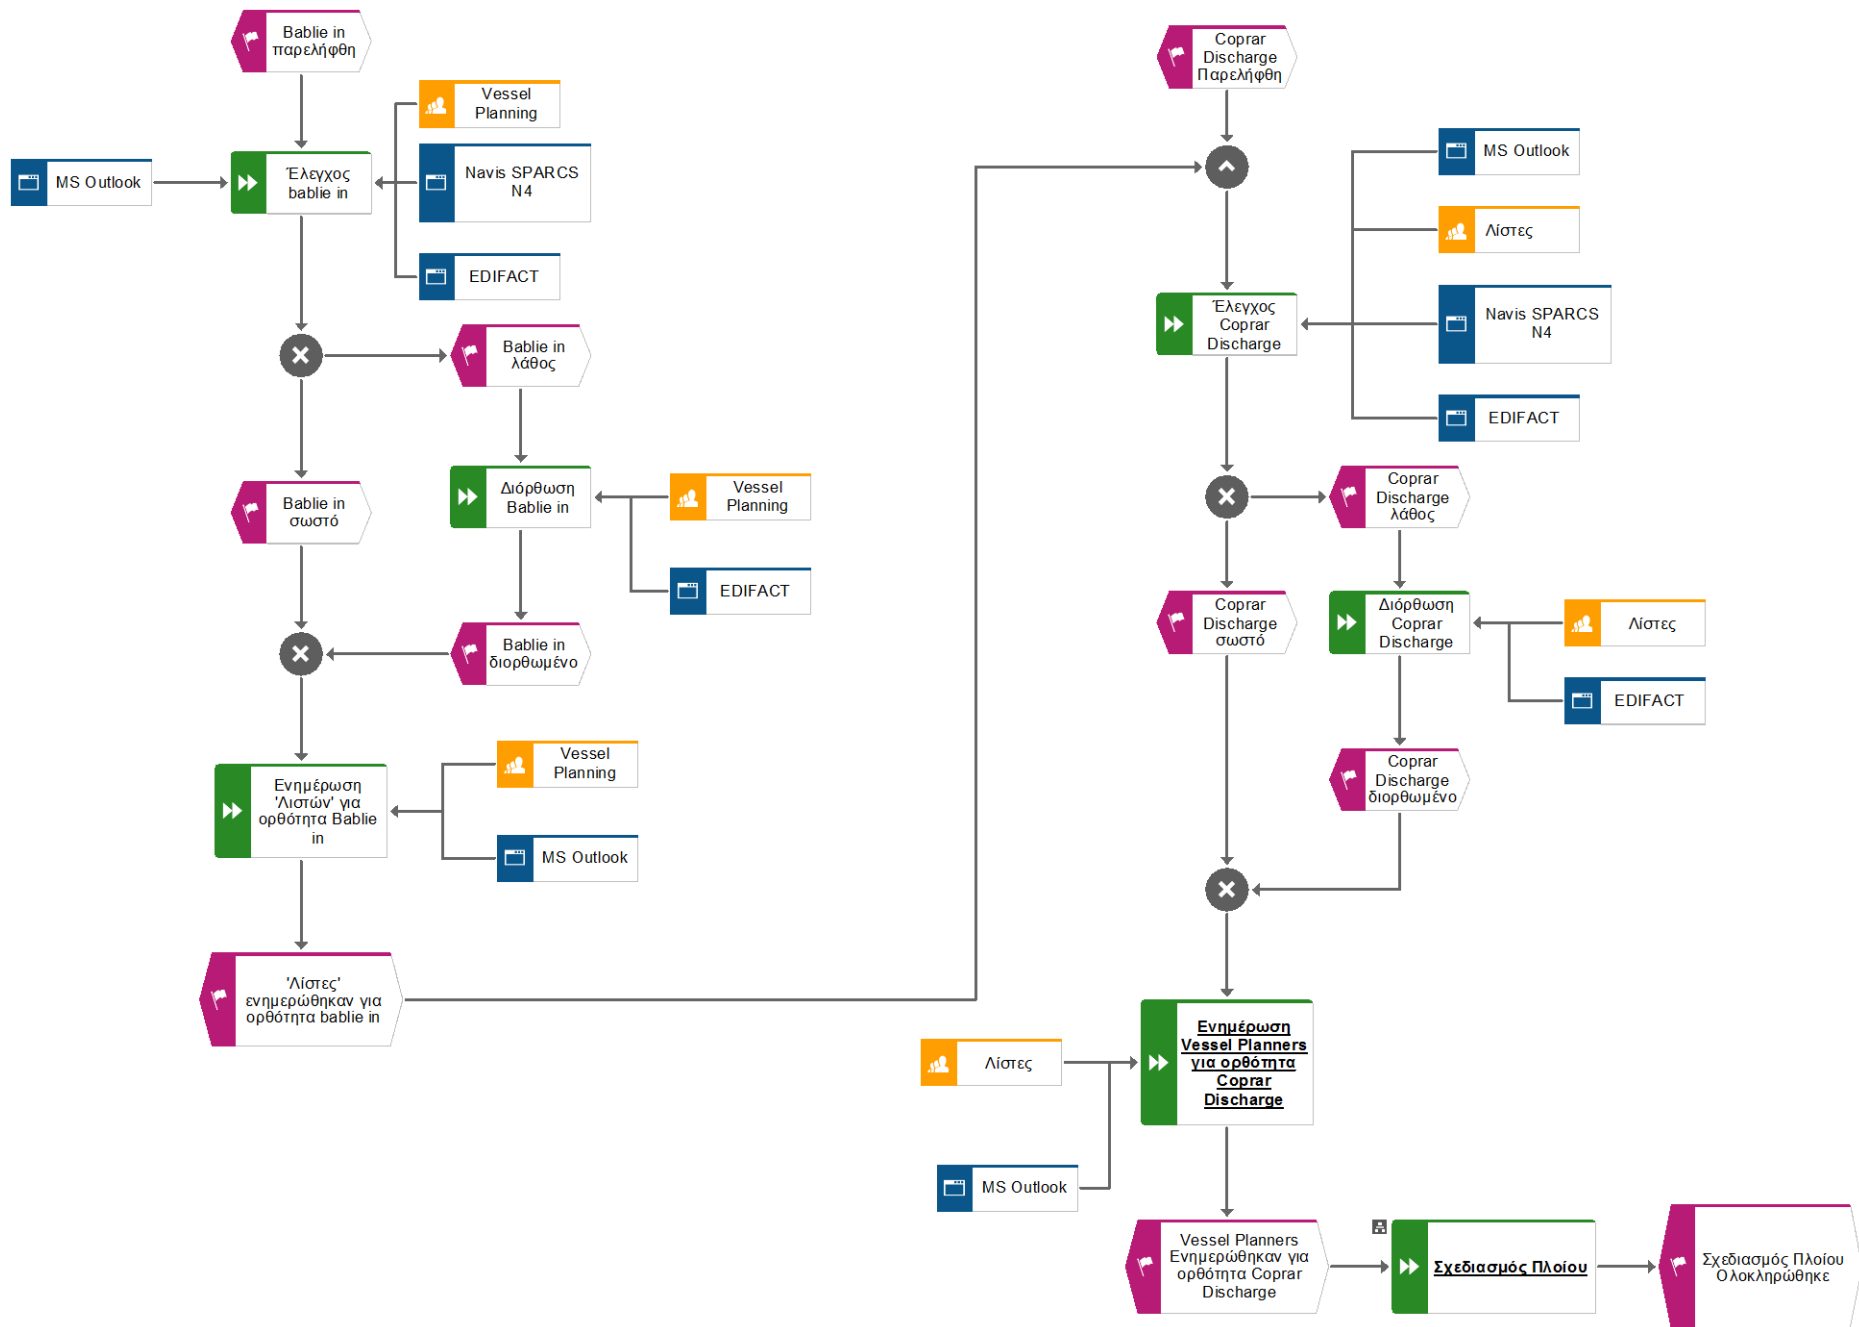 Bablie in
παρελήφθη
Vessel
Planning
MS Outlook
Έλεγχος
bablie in
Navis SPARCS
N4
EDIFACT
Bablie in
λάθος
Bablie in
σωστό
Διόρθωση
Bablie in
Vessel
Planning
EDIFACT
Bablie in
διορθωμένο
Ενημέρωση
'Λιστών' για
ορθότητα Bablie
in
Vessel
Planning
MS Outlook
'Λίστες'
ενημερώθηκαν για
ορθότητα bablie in
Coprar
Discharge
Παρελήφθη
MS Outlook
Λίστες
Έλεγχος
Coprar
Discharge
Navis SPARCS
N4
EDIFACT
Coprar
Discharge
λάθος
Coprar
Discharge
σωστό
Διόρθωση
Coprar
Discharge
Λίστες
EDIFACT
Coprar
Discharge
διορθωμένο
Ενημέρωση
Vessel Planners
για ορθότητα
Coprar
Discharge
Λίστες
MS Outlook
Vessel Planners
Ενημερώθηκαν για
ορθότητα Coprar
Discharge
Σχεδιασμός Πλοίου
Σχεδιασμός Πλοίου
Ολοκληρώθηκε